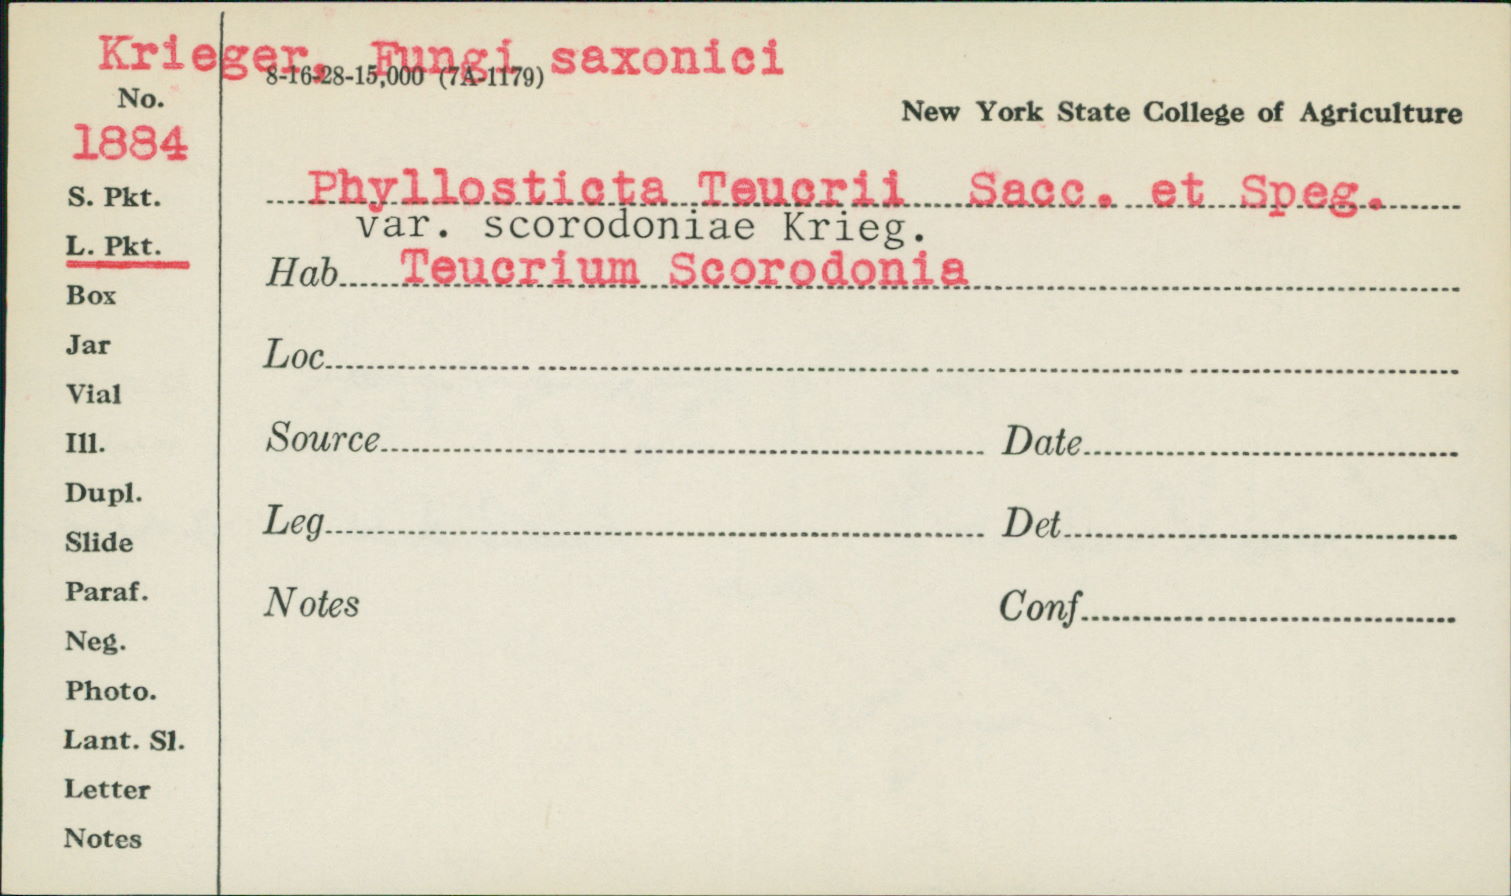 Krieger, Fungi saxonici
8-16-28-15,000 (7A-1179)
No.
1884
New York State College of Agriculture
S. Pkt.
Phyllosticta Teucrii Sacc. et Speg.
var. scorodoniae Krieg.
L. Pkt.
Hab. Teucrium Scorodonia
Box
Jar
Loc.
Vial
Ill.
Source
Date
Dupl.
Slide
Leg.
Det.
Paraf.
Notes
Conf.
Neg.
Photo.
Lant. Sl.
Letter
Notes